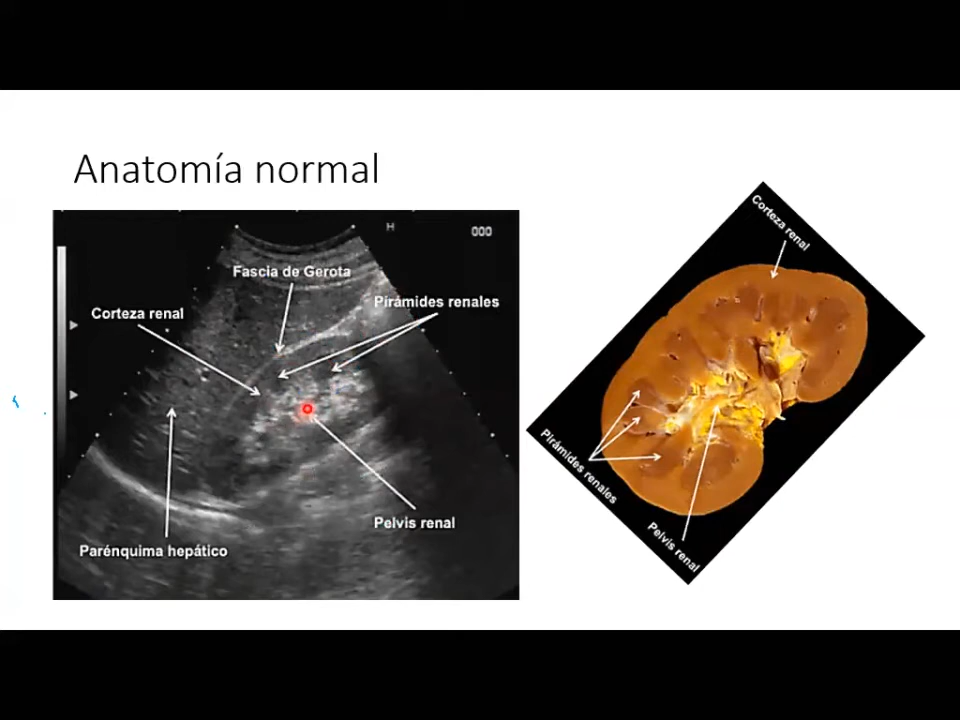 Anatomía normal
H
000
Fascia de Gerota
Pirámides renales
Corteza renal
Pelvis renal
Parénquima hepático
Corteza renal
Pirámides renales
Pelvis renal